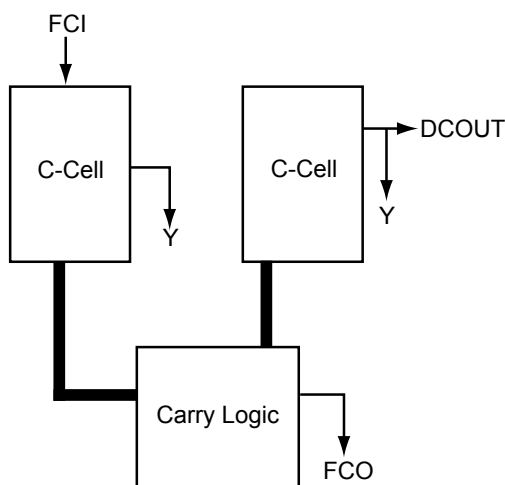 FCI
C-Cell
C-Cell
DCOUT
Y
Y
Carry Logic
FCO